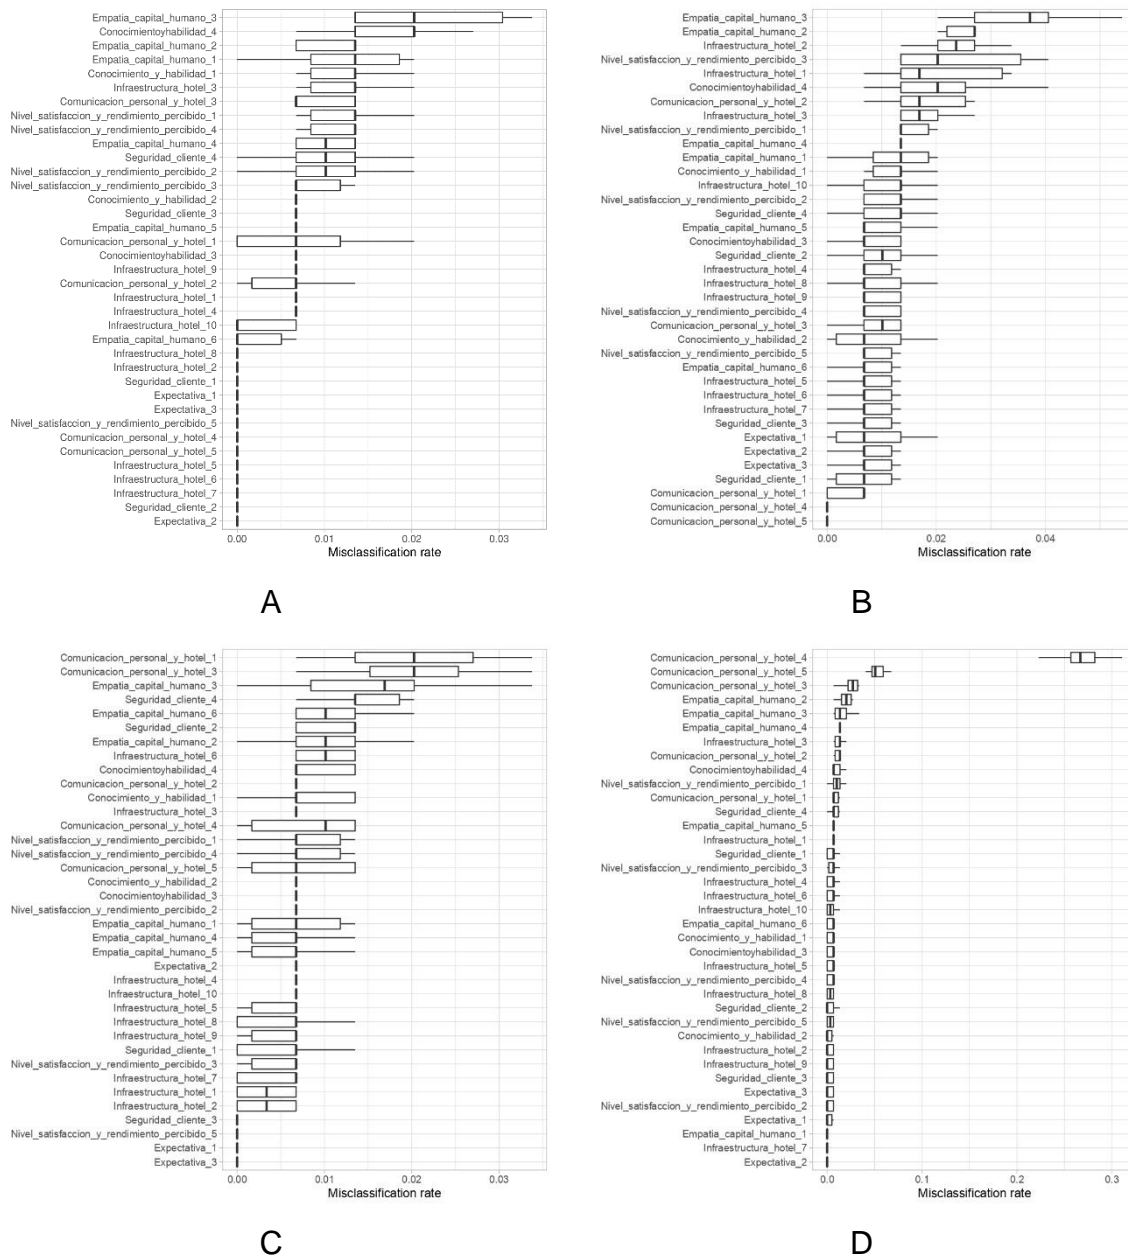 Empatia_capital_humano_3
Conocimientoyhabilidad_4
Empatia_capital_humano_2
Empatia_capital_humano_1
Conocimiento_y_habilidad_1
Infraestructura_hotel_3
Comunicacion_personal_y_hotel_3
Nivel_satisfaccion_y_rendimiento_percibido_1
Nivel_satisfaccion_y_rendimiento_percibido_4
Empatia_capital_humano_4
Seguridad_cliente_4
Nivel_satisfaccion_y_rendimiento_percibido_2
Nivel_satisfaccion_y_rendimiento_percibido_3
Conocimiento_y_habilidad_2
Seguridad_cliente_3
Empatia_capital_humano_5
Comunicacion_personal_y_hotel_1
Conocimientoyhabilidad_3
Infraestructura_hotel_9
Comunicacion_personal_y_hotel_2
Infraestructura_hotel_1
Infraestructura_hotel_4
Infraestructura_hotel_10
Empatia_capital_humano_6
Infraestructura_hotel_8
Infraestructura_hotel_2
Seguridad_cliente_1
Expectativa_1
Expectativa_3
Nivel_satisfaccion_y_rendimiento_percibido_5
Comunicacion_personal_y_hotel_4
Comunicacion_personal_y_hotel_5
Infraestructura_hotel_5
Infraestructura_hotel_6
Infraestructura_hotel_7
Seguridad_cliente_2
Expectativa_2
0.00 0.01 0.02 0.03
Misclassification rate
A
Empatia_capital_humano_3
Empatia_capital_humano_2
Infraestructura_hotel_2
Nivel_satisfaccion_y_rendimiento_percibido_3
Infraestructura_hotel_1
Conocimientoyhabilidad_4
Comunicacion_personal_y_hotel_2
Infraestructura_hotel_3
Nivel_satisfaccion_y_rendimiento_percibido_1
Empatia_capital_humano_4
Empatia_capital_humano_1
Conocimiento_y_habilidad_1
Infraestructura_hotel_10
Nivel_satisfaccion_y_rendimiento_percibido_2
Seguridad_cliente_4
Empatia_capital_humano_5
Conocimientoyhabilidad_3
Seguridad_cliente_2
Infraestructura_hotel_4
Infraestructura_hotel_8
Infraestructura_hotel_9
Nivel_satisfaccion_y_rendimiento_percibido_4
Comunicacion_personal_y_hotel_3
Conocimiento_y_habilidad_2
Nivel_satisfaccion_y_rendimiento_percibido_5
Empatia_capital_humano_6
Infraestructura_hotel_5
Infraestructura_hotel_6
Infraestructura_hotel_7
Seguridad_cliente_3
Expectativa_1
Expectativa_2
Expectativa_3
Seguridad_cliente_1
Comunicacion_personal_y_hotel_1
Comunicacion_personal_y_hotel_4
Comunicacion_personal_y_hotel_5
0.00 0.02 0.04
Misclassification rate
B
Comunicacion_personal_y_hotel_1
Comunicacion_personal_y_hotel_3
Empatia_capital_humano_3
Seguridad_cliente_4
Empatia_capital_humano_6
Seguridad_cliente_2
Empatia_capital_humano_2
Infraestructura_hotel_6
Conocimientoyhabilidad_4
Comunicacion_personal_y_hotel_2
Conocimiento_y_habilidad_1
Infraestructura_hotel_3
Comunicacion_personal_y_hotel_4
Nivel_satisfaccion_y_rendimiento_percibido_1
Nivel_satisfaccion_y_rendimiento_percibido_4
Comunicacion_personal_y_hotel_5
Conocimiento_y_habilidad_2
Conocimientoyhabilidad_3
Nivel_satisfaccion_y_rendimiento_percibido_2
Empatia_capital_humano_1
Empatia_capital_humano_4
Empatia_capital_humano_5
Expectativa_2
Infraestructura_hotel_4
Infraestructura_hotel_10
Infraestructura_hotel_5
Infraestructura_hotel_8
Infraestructura_hotel_9
Seguridad_cliente_1
Nivel_satisfaccion_y_rendimiento_percibido_3
Infraestructura_hotel_7
Infraestructura_hotel_1
Infraestructura_hotel_2
Seguridad_cliente_3
Nivel_satisfaccion_y_rendimiento_percibido_5
Expectativa_1
Expectativa_3
0.00 0.01 0.02 0.03
Misclassification rate
C
Comunicacion_personal_y_hotel_4
Comunicacion_personal_y_hotel_5
Comunicacion_personal_y_hotel_3
Empatia_capital_humano_2
Empatia_capital_humano_3
Empatia_capital_humano_4
Infraestructura_hotel_3
Comunicacion_personal_y_hotel_2
Conocimientoyhabilidad_4
Nivel_satisfaccion_y_rendimiento_percibido_1
Comunicacion_personal_y_hotel_1
Seguridad_cliente_4
Empatia_capital_humano_5
Infraestructura_hotel_1
Seguridad_cliente_1
Nivel_satisfaccion_y_rendimiento_percibido_3
Infraestructura_hotel_4
Infraestructura_hotel_6
Infraestructura_hotel_10
Empatia_capital_humano_6
Conocimiento_y_habilidad_1
Conocimientoyhabilidad_3
Infraestructura_hotel_5
Nivel_satisfaccion_y_rendimiento_percibido_4
Infraestructura_hotel_8
Seguridad_cliente_2
Nivel_satisfaccion_y_rendimiento_percibido_5
Conocimiento_y_habilidad_2
Infraestructura_hotel_2
Infraestructura_hotel_9
Seguridad_cliente_3
Expectativa_3
Nivel_satisfaccion_y_rendimiento_percibido_2
Expectativa_1
Empatia_capital_humano_1
Infraestructura_hotel_7
Expectativa_2
0.0 0.1 0.2 0.3
Misclassification rate
D